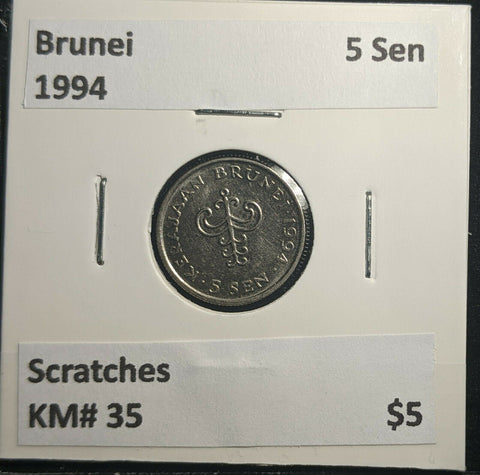 Brunei 5 Sen
1994
KERAJAAN BRUNEI 1994 · 5 SEN ·
Scratches
KM# 35 $5